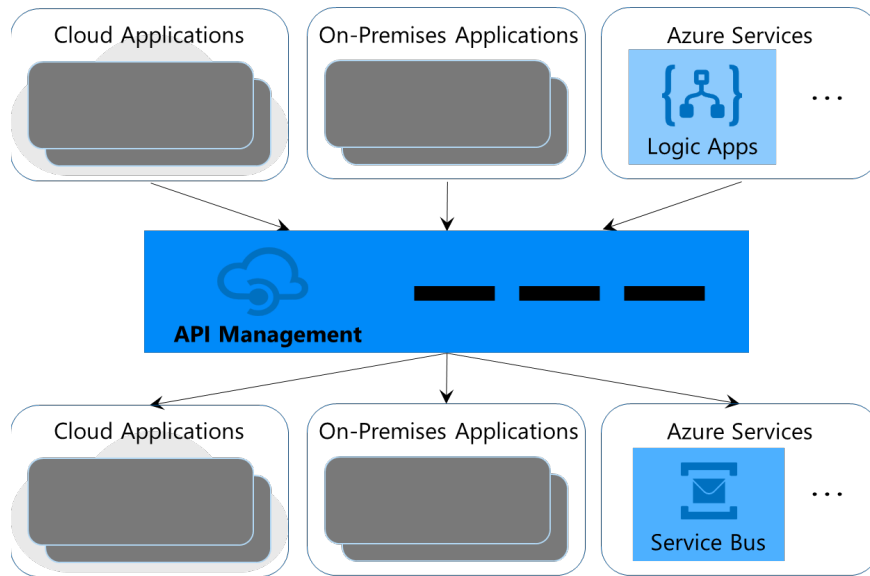 Cloud Applications
On-Premises Applications
Azure Services
Logic Apps
...
API Management
Cloud Applications
On-Premises Applications
Azure Services
Service Bus
...